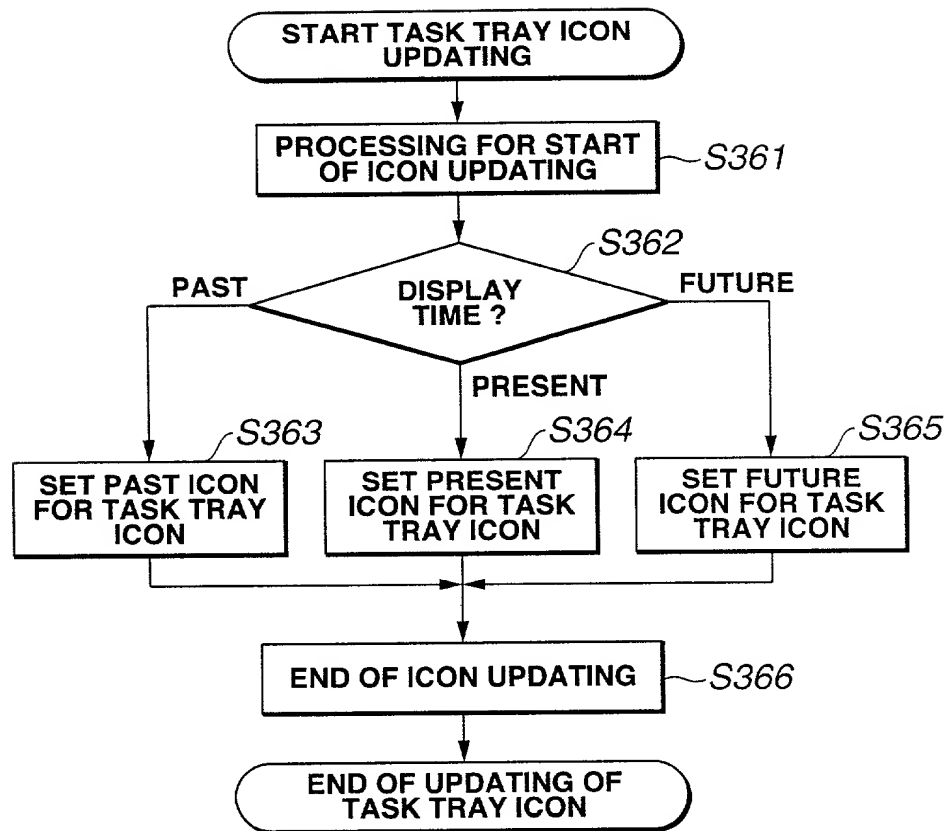 START TASK TRAY ICON
UPDATING
PROCESSING FOR START
OF ICON UPDATING
S361
S362
PAST
DISPLAY
TIME ?
FUTURE
PRESENT
S363
S364
S365
SET PAST ICON
FOR TASK TRAY
ICON
SET PRESENT
ICON FOR TASK
TRAY ICON
SET FUTURE
ICON FOR TASK
TRAY ICON
END OF ICON UPDATING
S366
END OF UPDATING OF
TASK TRAY ICON